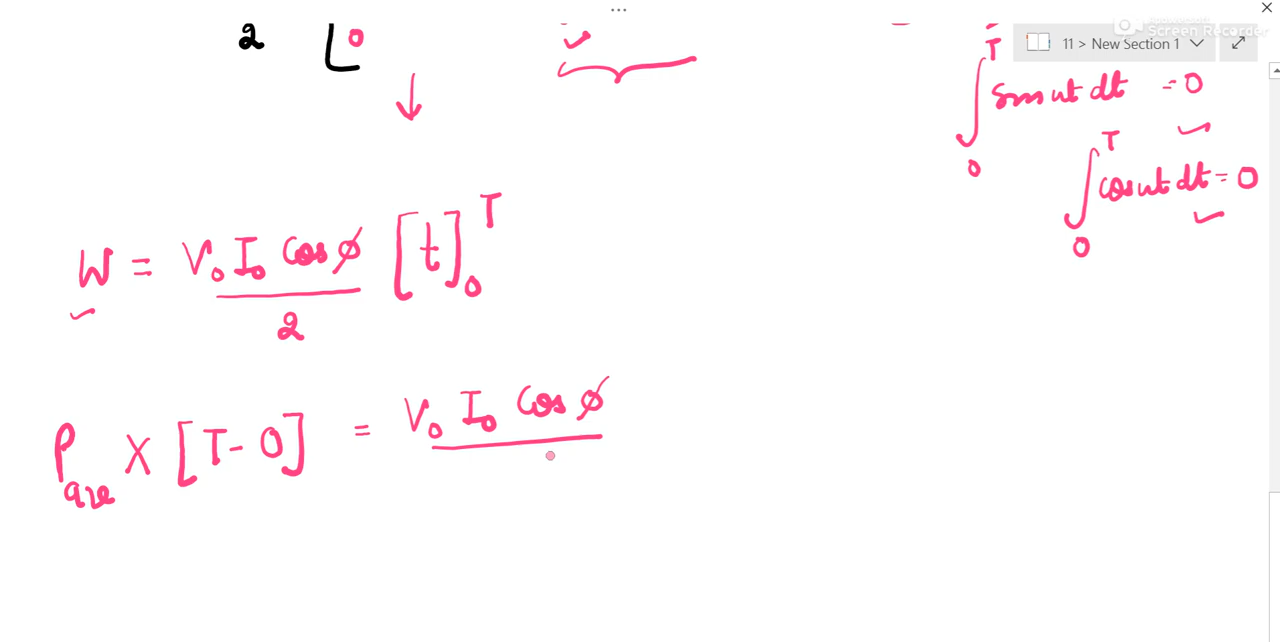 Screen Recorder
11 > New Section 1
2 [0
∫₀ᵀ sin ωt dt = 0
∫₀ᵀ cos ωt dt = 0
W = V₀ I₀ cos ϕ / 2 [t]₀ᵀ
P ave × [T - 0] = V₀ I₀ cos ϕ